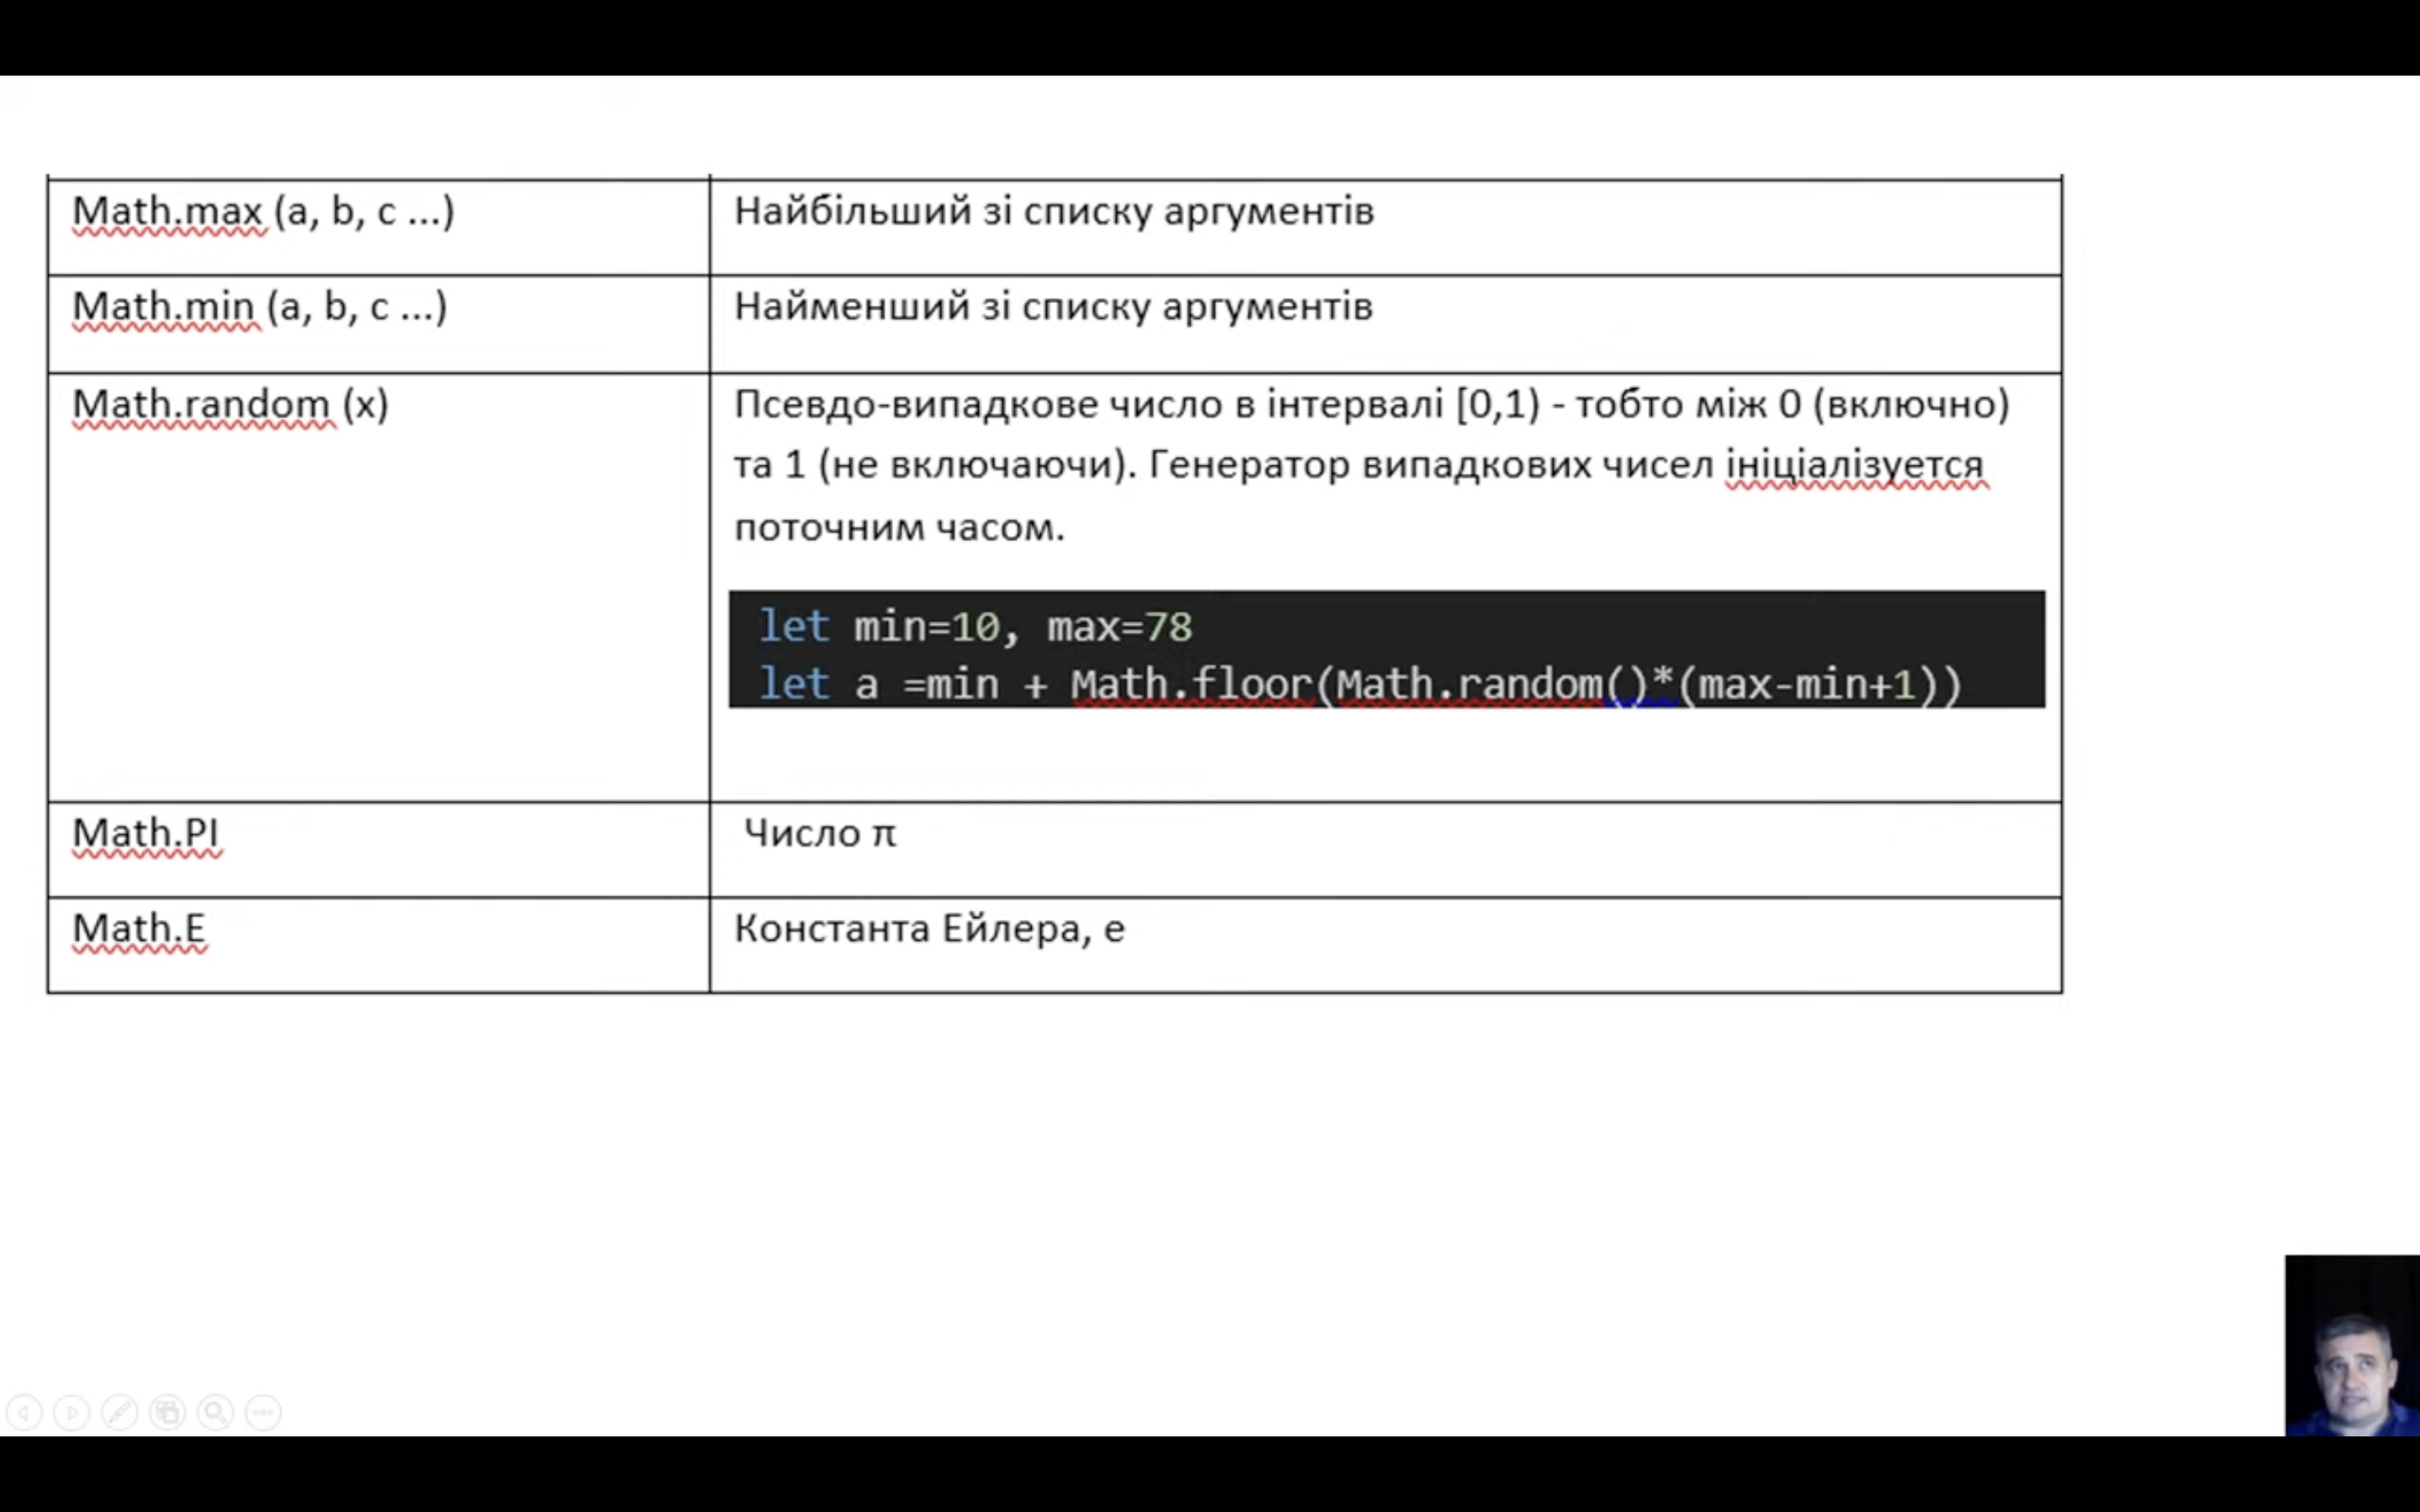 Math.max (a, b, c ...)
Найбільший зі списку аргументів
Math.min (a, b, c ...)
Найменший зі списку аргументів
Math.random (x)
Псевдо-випадкове число в інтервалі [0,1) - тобто між 0 (включно)
та 1 (не включаючи). Генератор випадкових чисел ініціалізуется
поточним часом.
let min=10, max=78
let a =min + Math.floor(Math.random()*(max-min+1))
Math.PI
Число π
Math.E
Константа Ейлера, е